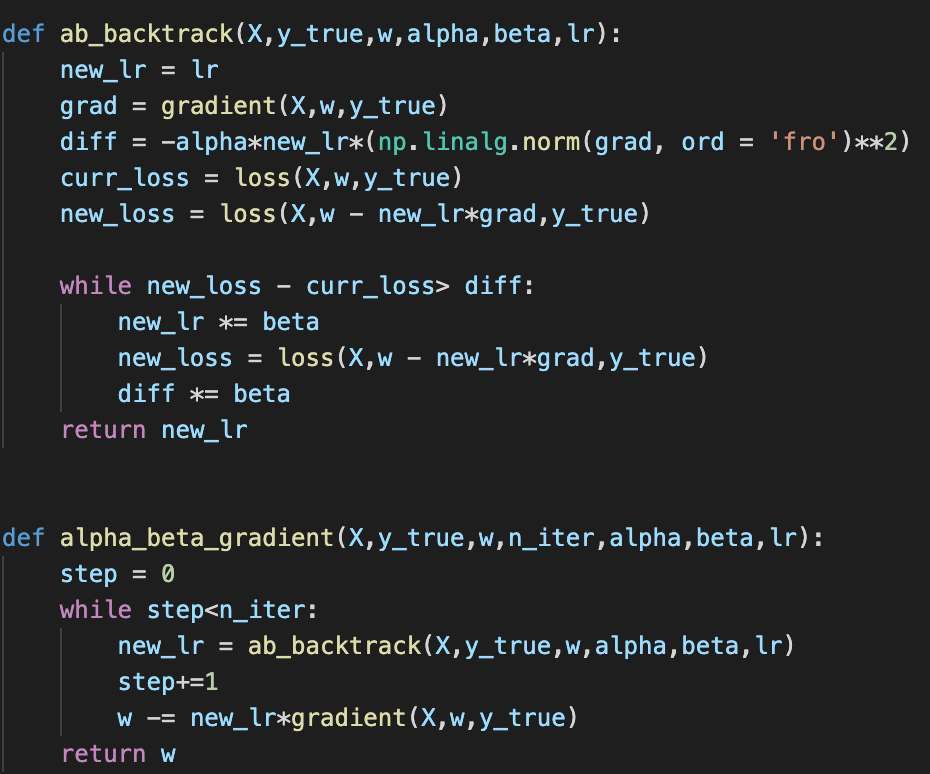 def ab_backtrack(X,y_true,w,alpha,beta,lr):
    new_lr = lr
    grad = gradient(X,w,y_true)
    diff = -alpha*new_lr*(np.linalg.norm(grad, ord = 'fro')**2)
    curr_loss = loss(X,w,y_true)
    new_loss = loss(X,w - new_lr*grad,y_true)
    while new_loss - curr_loss> diff:
        new_lr *= beta
        new_loss = loss(X,w - new_lr*grad,y_true)
        diff *= beta
    return new_lr
def alpha_beta_gradient(X,y_true,w,n_iter,alpha,beta,lr):
    step = 0
    while step<n_iter:
        new_lr = ab_backtrack(X,y_true,w,alpha,beta,lr)
        step+=1
        w -= new_lr*gradient(X,w,y_true)
    return w